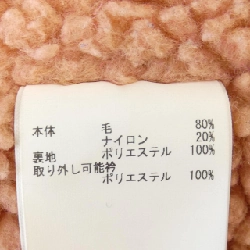 本体 毛 80%
ナイロン 20%
裏地 ポリエステル 100%
取り外し可能衿
ポリエステル 100%